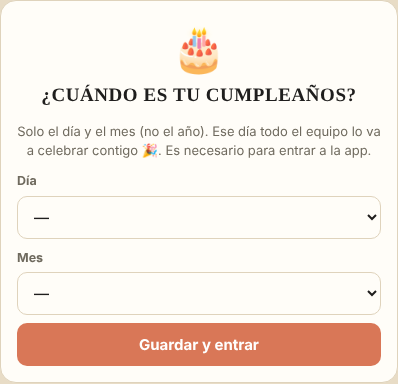 ¿CUÁNDO ES TU CUMPLEAÑOS?
Solo el día y el mes (no el año). Ese día todo el equipo lo va
a celebrar contigo 🎉. Es necesario para entrar a la app.
Día
—
Mes
—
Guardar y entrar